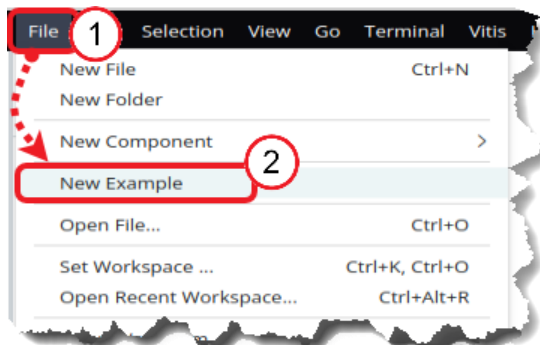 File 1 Selection View Go Terminal Vitis
New File Ctrl+N
New Folder
New Component >
2
New Example
Open File... Ctrl+O
Set Workspace ... Ctrl+K, Ctrl+O
Open Recent Workspace... Ctrl+Alt+R